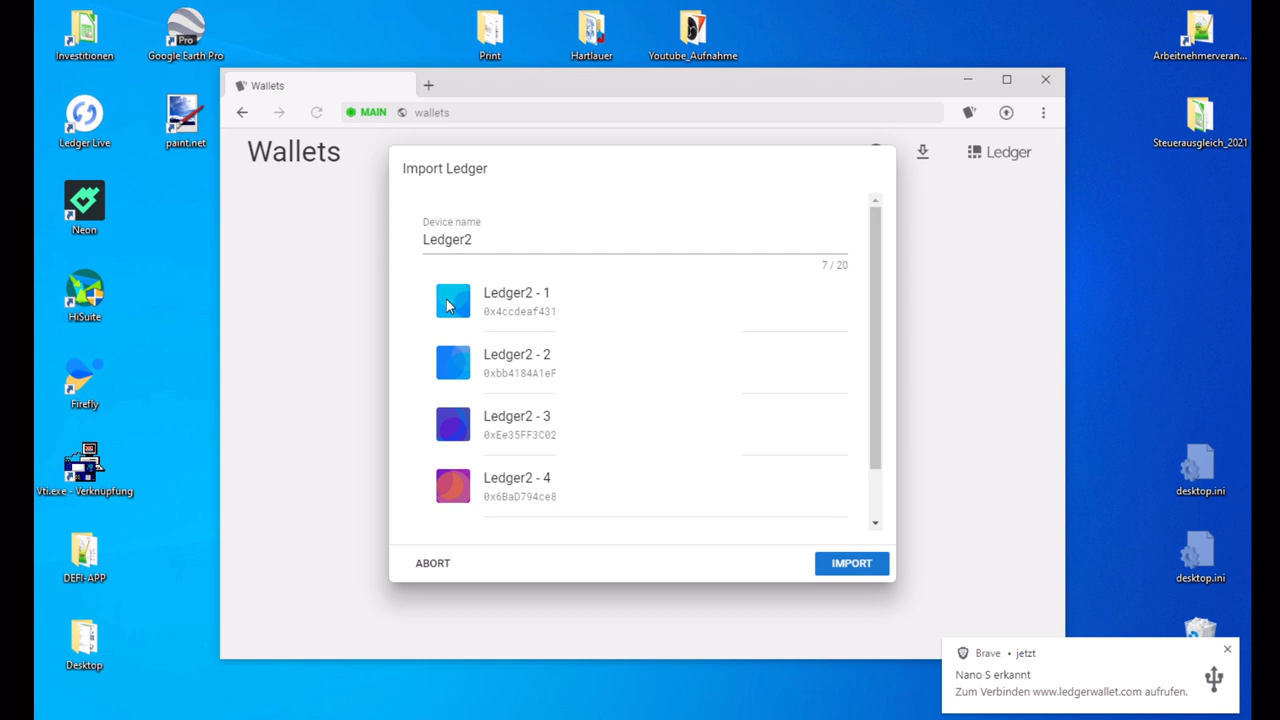 Investitionen
Google Earth Pro
Pro
Print
Hartlauer
Youtube_Aufnahme
Arbeitnehmerveran...
Ledger Live
paint.net
Steuerausgleich_2021
Neon
HiSuite
Firefly
Vti.exe - Verknüpfung
DEFI-APP
Desktop
desktop.ini
desktop.ini
Wallets
MAIN wallets
Wallets
Ledger
Import Ledger
Device name
Ledger2
7 / 20
Ledger2 - 1
0x4ccdeaf431
Ledger2 - 2
0xbb4184A1eF
Ledger2 - 3
0xEe35FF3C02
Ledger2 - 4
0x6BaD794ce8
ABORT
IMPORT
Brave • jetzt
Nano S erkannt
Zum Verbinden www.ledgerwallet.com aufrufen.